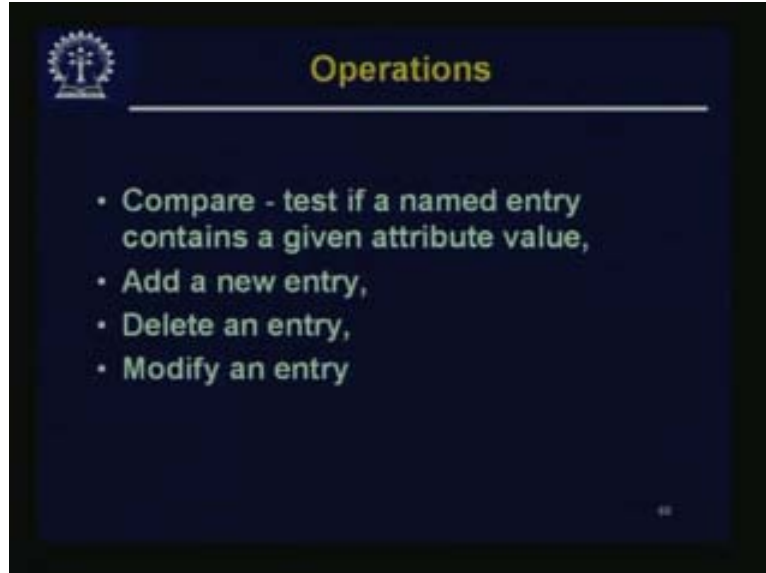 Operations
• Compare - test if a named entry
contains a given attribute value,
• Add a new entry,
• Delete an entry,
• Modify an entry